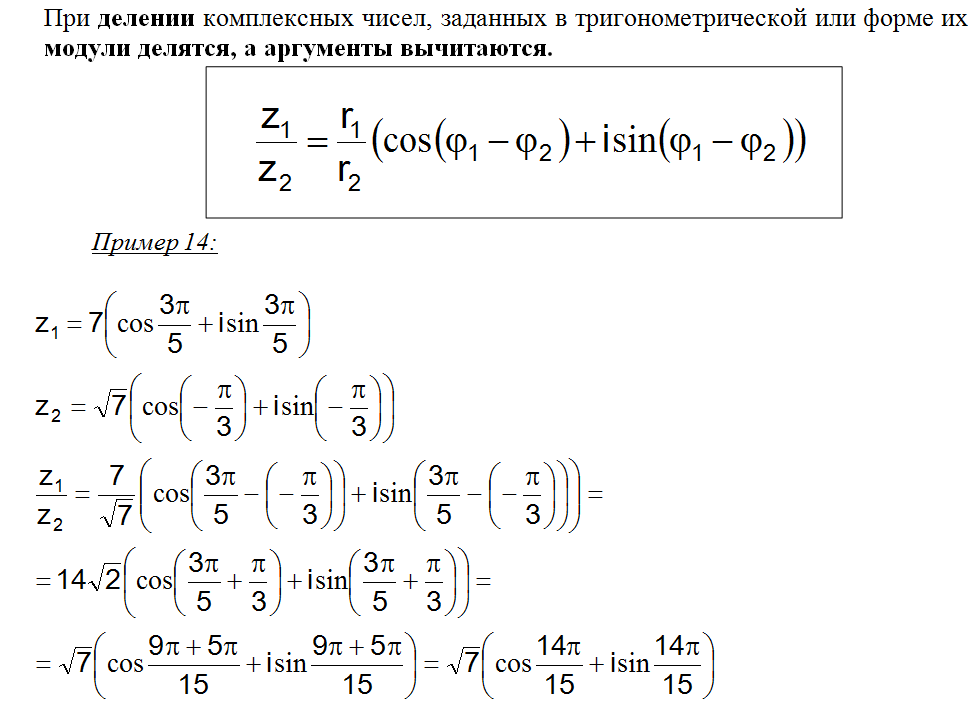 При делении комплексных чисел, заданных в тригонометрической или форме их
модули делятся, а аргументы вычитаются.
z₁/z₂ = r₁/r₂ (cos(φ₁ − φ₂) + i sin(φ₁ − φ₂))
Пример 14:
z₁ = 7(cos 3π/5 + i sin 3π/5)
z₂ = √7(cos(− π/3) + i sin(− π/3))
z₁/z₂ = 7/√7 (cos(3π/5 − (− π/3)) + i sin(3π/5 − (− π/3))) =
= 14√2(cos(3π/5 + π/3) + i sin(3π/5 + π/3)) =
= √7(cos 9π + 5π/15 + i sin 9π + 5π/15) = √7(cos 14π/15 + i sin 14π/15)